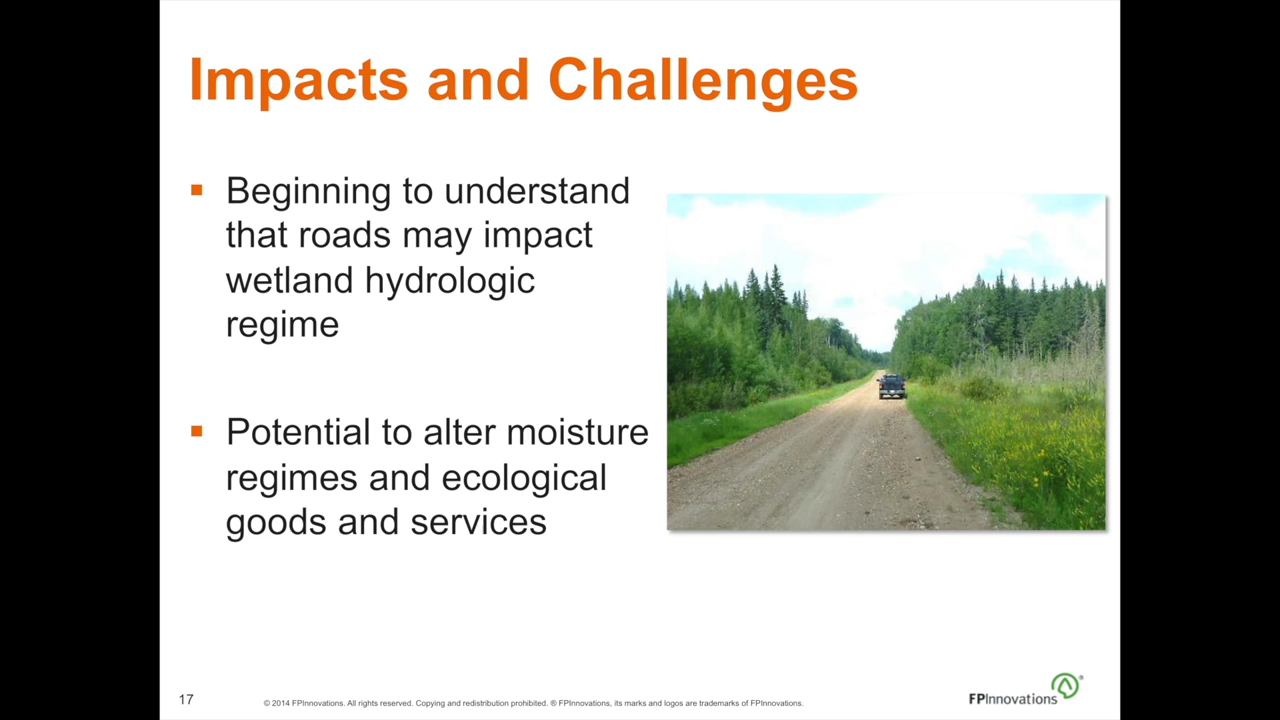 Impacts and Challenges
▪ Beginning to understand
that roads may impact
wetland hydrologic
regime
▪ Potential to alter moisture
regimes and ecological
goods and services
17
© 2014 FPInnovations. All rights reserved. Copying and redistribution prohibited. ® FPInnovations, its marks and logos are trademarks of FPInnovations.
FPInnovations®